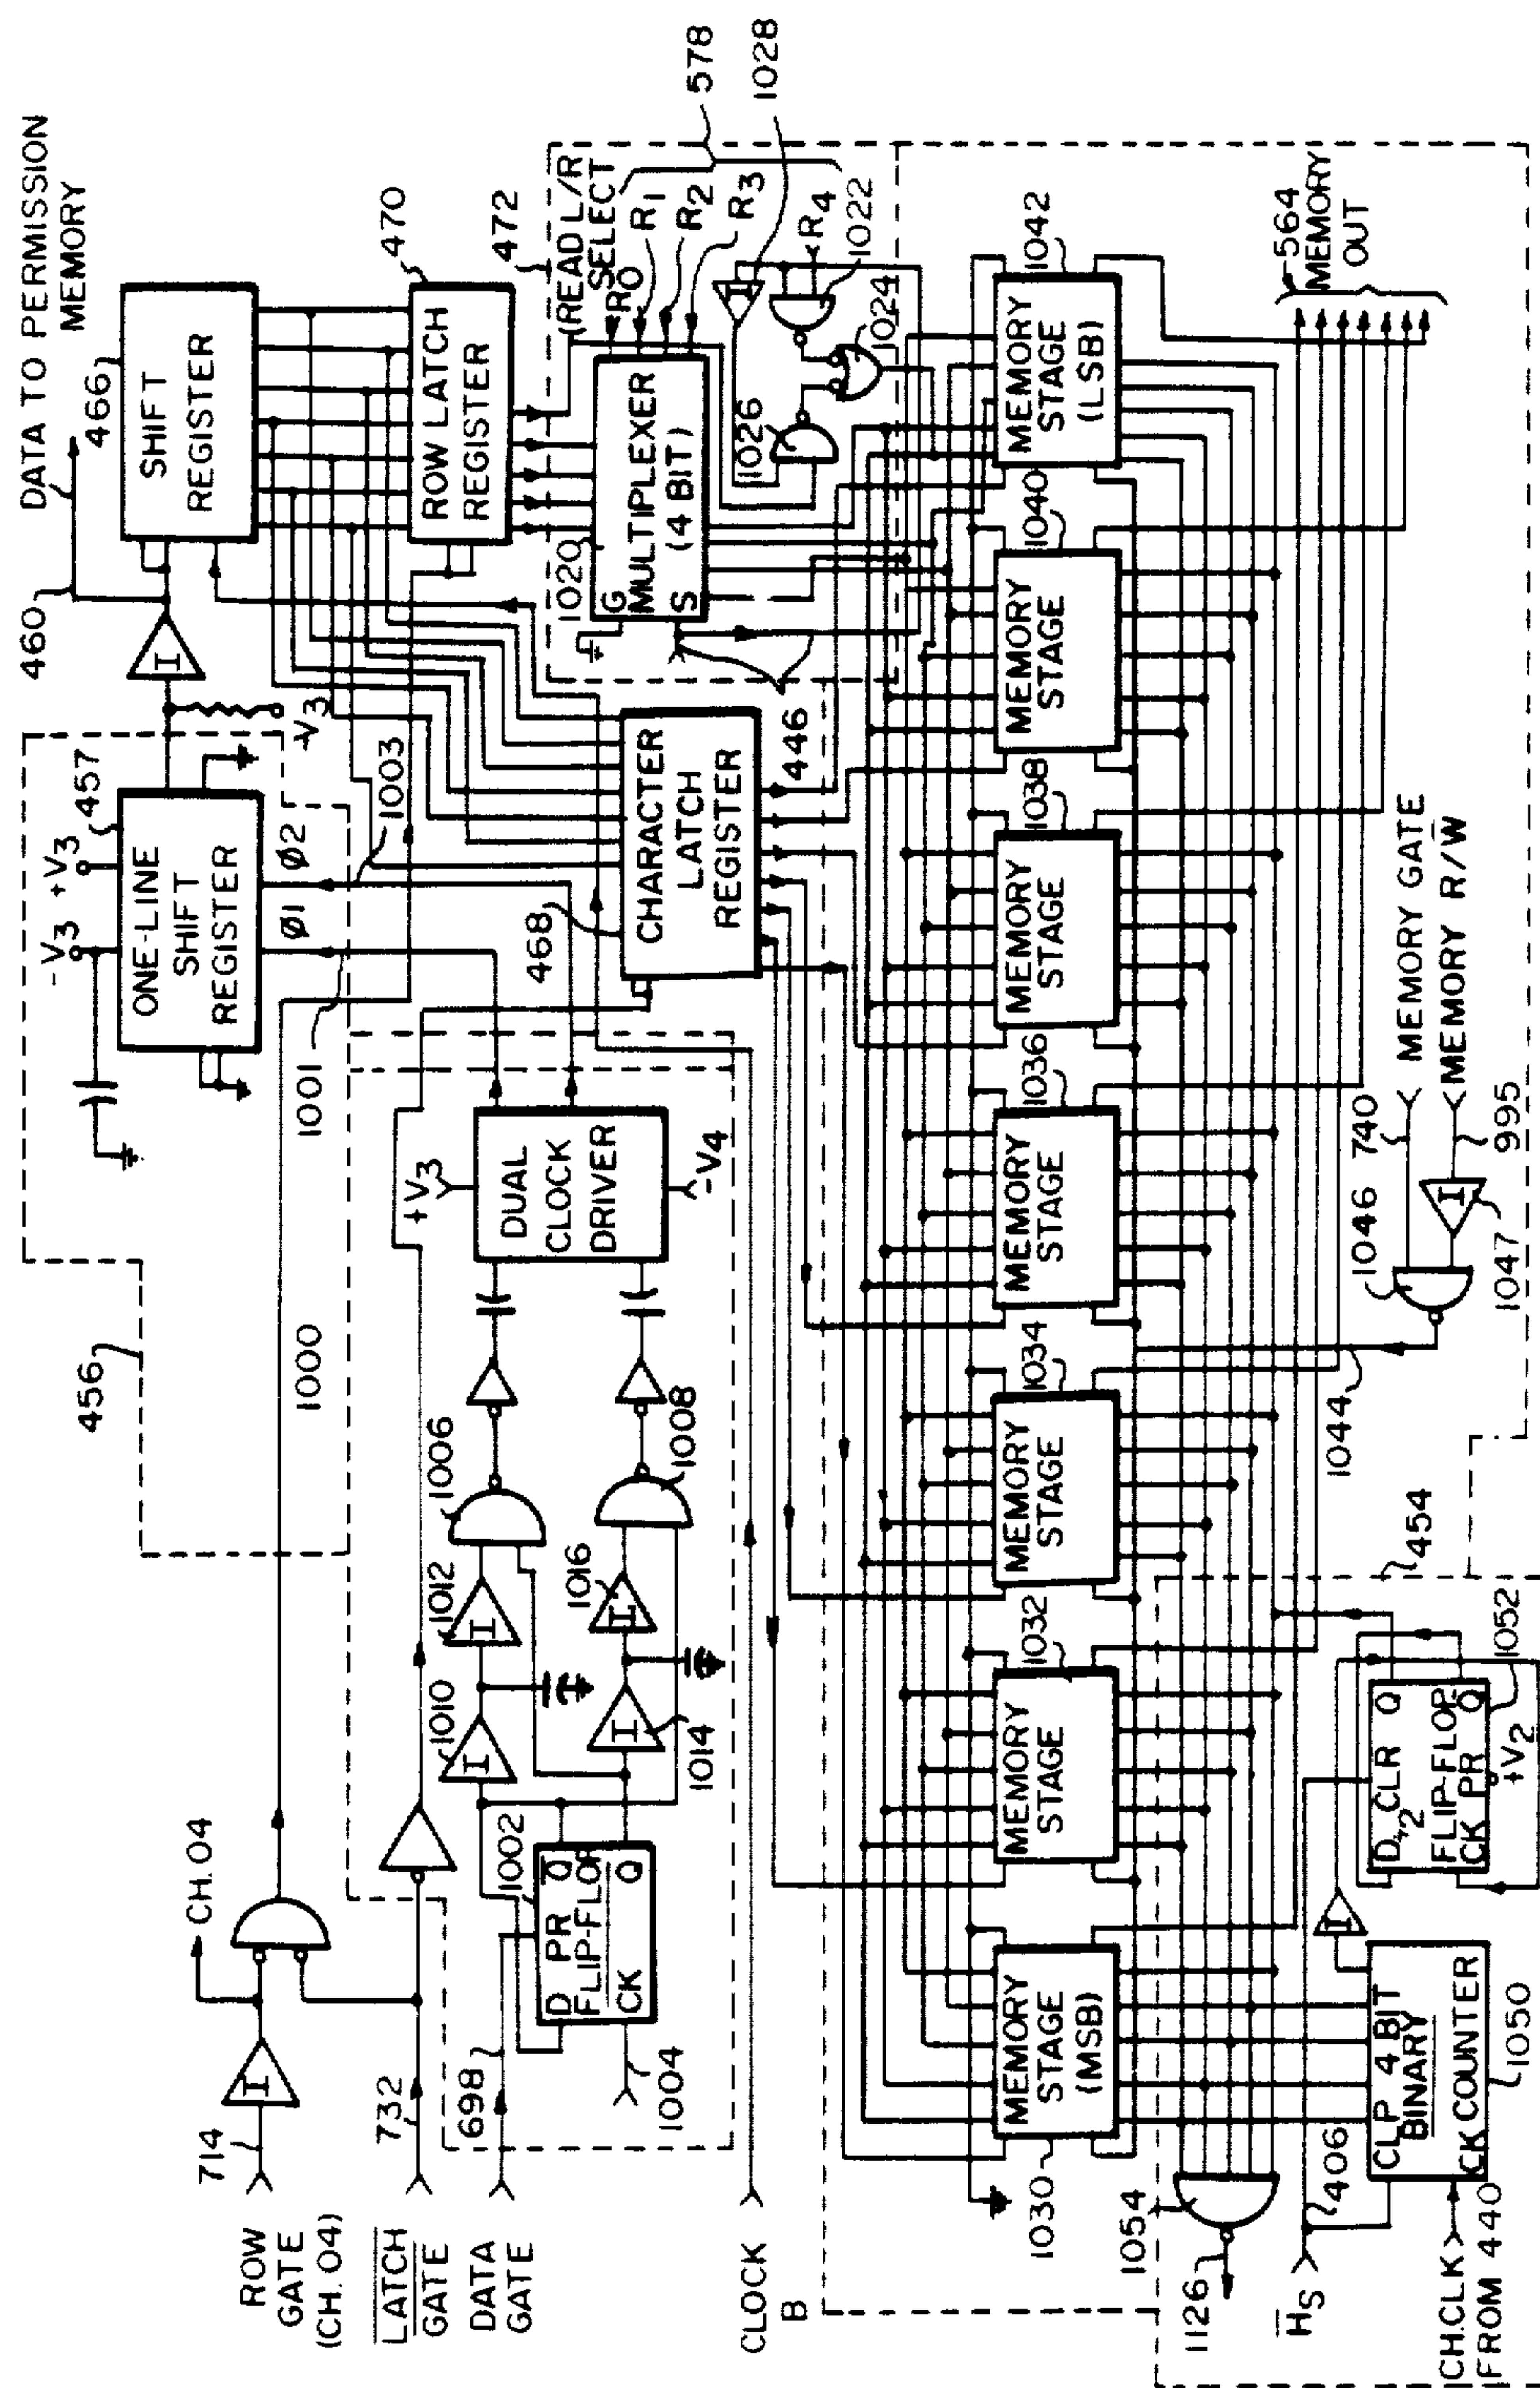 DATA TO PERMISSION
MEMORY
460
466
SHIFT
REGISTER
I
-V3
+V3
457
ONE-LINE
SHIFT
REGISTER
Ø1
Ø2
-V3
1001
1003
456
1000
470
ROW LATCH
REGISTER
472
(READ L/R
SELECT
R0
R1
R2
R3
R4
578
1028
1020
G
MULTIPLEXER
(4 BIT)
S
I
1022
1024
1026
468
CHARACTER
LATCH
REGISTER
446
+V3
DUAL
CLOCK
DRIVER
-V4
1006
1008
1012
I
1016
I
1010
I
1014
I
1002
D PR Q
FLIP-FLOP
CK Q
1004
CH.04
I
714
ROW
GATE
(CH.04)
732
LATCH
GATE
698
DATA
GATE
CLOCK
B
1030
MEMORY
STAGE
(MSB)
1032
MEMORY
STAGE
1034
MEMORY
STAGE
1036
MEMORY
STAGE
1038
MEMORY
STAGE
1040
MEMORY
STAGE
1042
MEMORY
STAGE
(LSB)
564
MEMORY
OUT
MEMORY GATE
MEMORY R/W
740
995
1046
I
1047
1044
454
1054
1126
HS
406
CH.CLK
FROM 440
CLP 4 BIT
BINARY
CK COUNTER
1050
I
D÷2 CLR Q
FLIP-FLOP
CK PR Q
1052
+V2